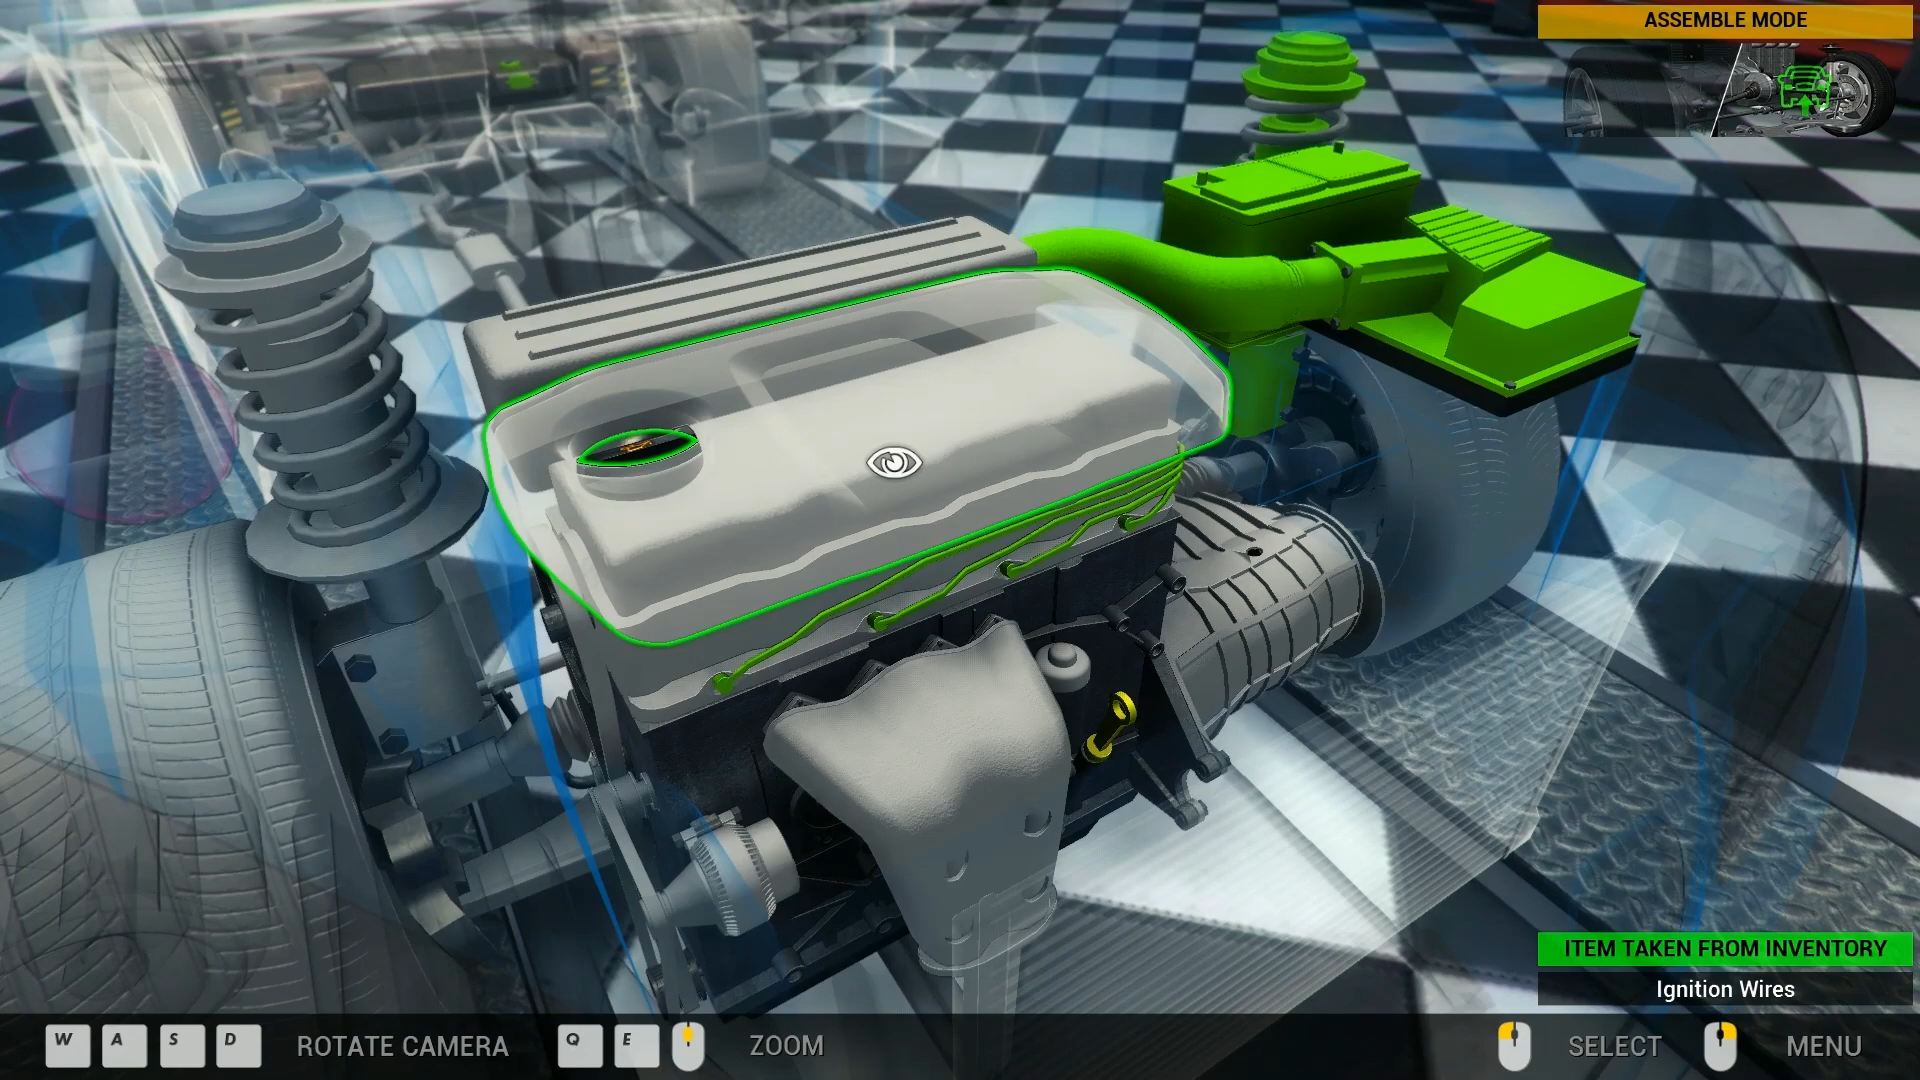 ASSEMBLE MODE
ITEM TAKEN FROM INVENTORY
Ignition Wires
W A S D ROTATE CAMERA Q E ZOOM SELECT MENU